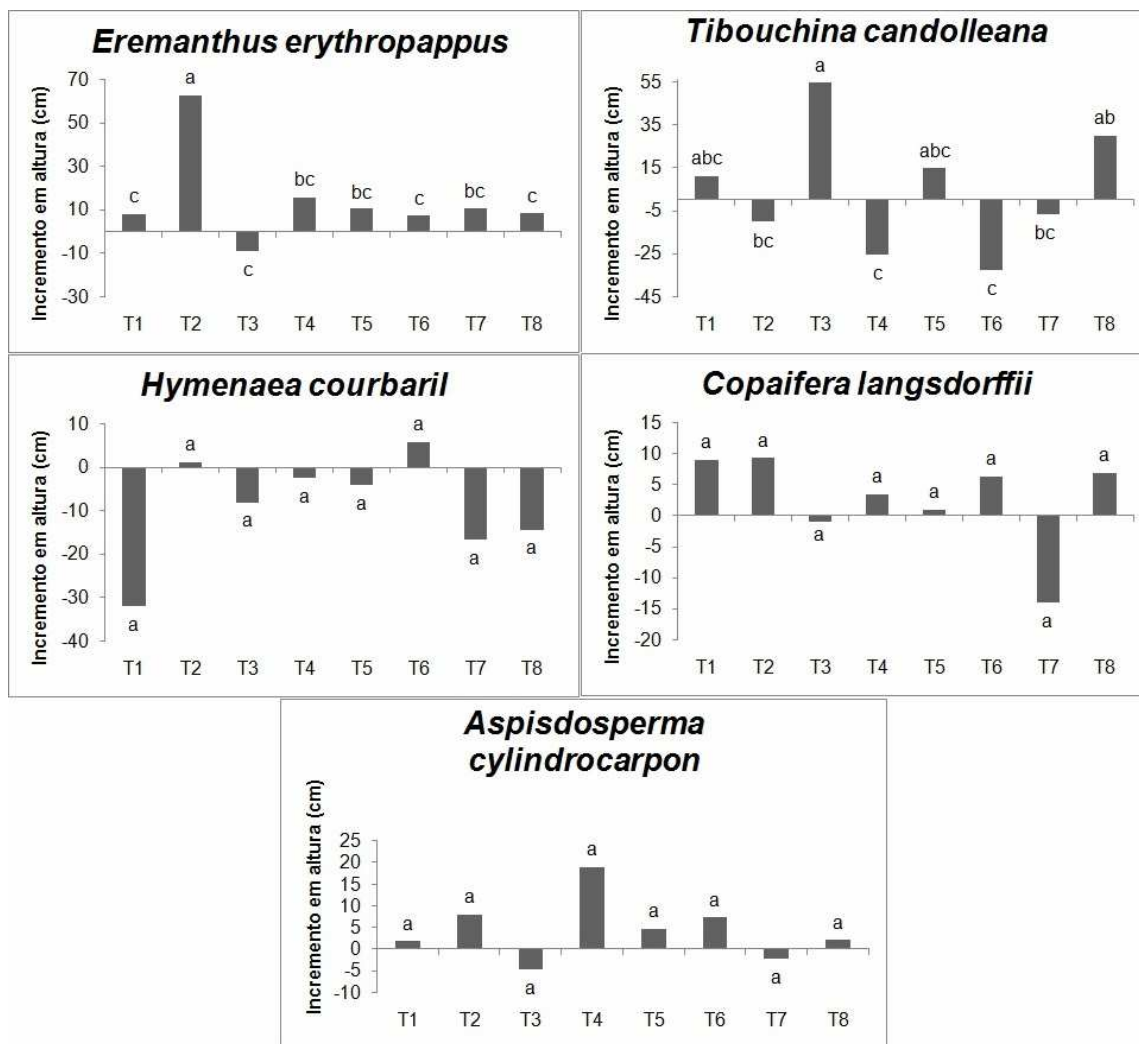 Eremanthus erythropappus
Incremento em altura (cm)
70
50
30
10
-10
-30
c
a
c
bc
bc
c
bc
c
T1 T2 T3 T4 T5 T6 T7 T8
Tibouchina candolleana
Incremento em altura (cm)
55
35
15
-5
-25
-45
abc
bc
a
c
abc
c
bc
ab
T1 T2 T3 T4 T5 T6 T7 T8
Hymenaea courbaril
Incremento em altura (cm)
10
0
-10
-20
-30
-40
a
a
a
a
a
a
a
a
T1 T2 T3 T4 T5 T6 T7 T8
Copaifera langsdorffii
Incremento em altura (cm)
15
10
5
0
-5
-10
-15
-20
a
a
a
a
a
a
a
a
T1 T2 T3 T4 T5 T6 T7 T8
Aspisdosperma
cylindrocarpon
Incremento em altura (cm)
25
20
15
10
5
0
-5
-10
a
a
a
a
a
a
a
a
T1 T2 T3 T4 T5 T6 T7 T8